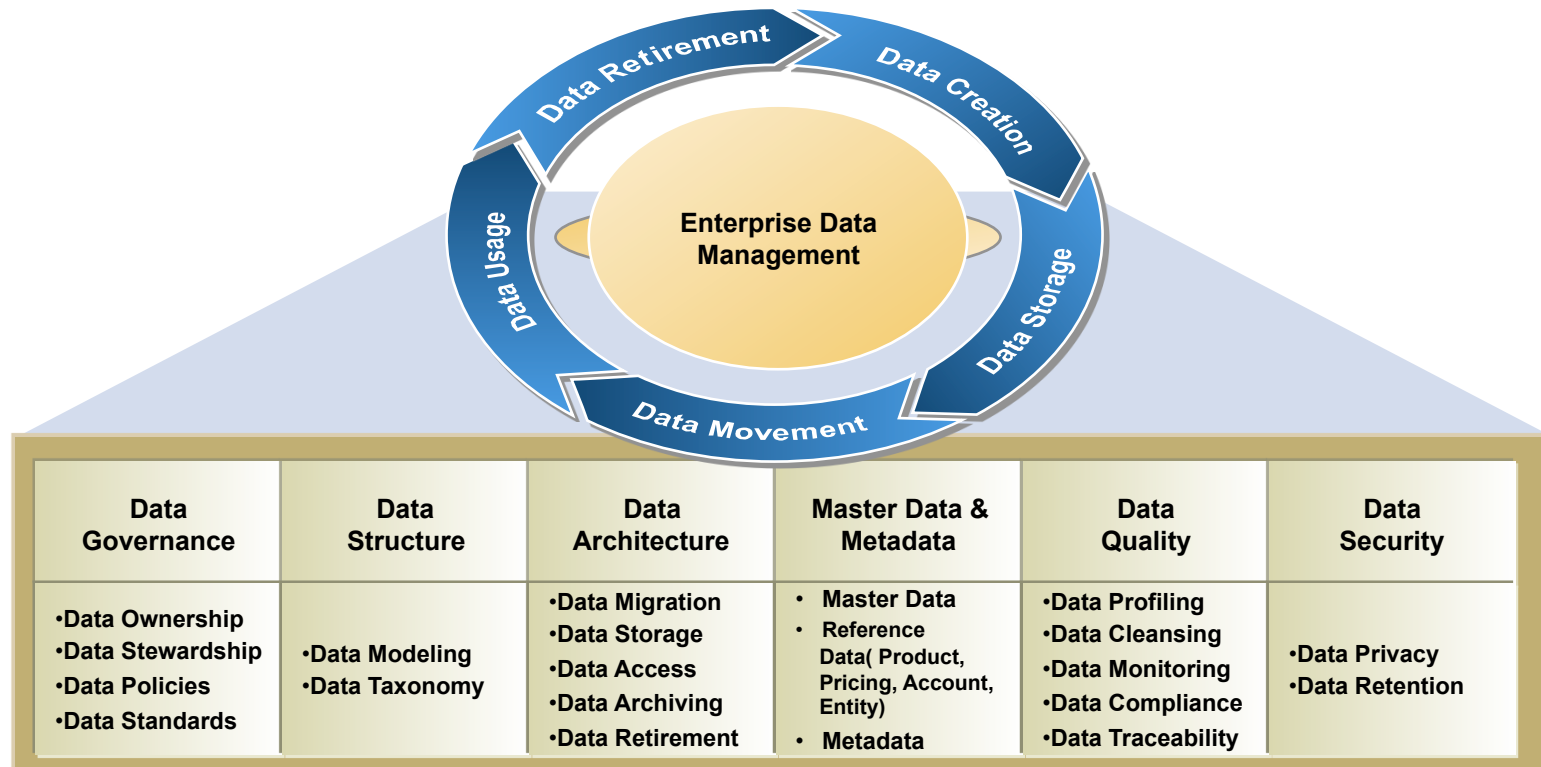 Data Retirement
Data Creation
Data Usage
Data Storage
Data Movement
Enterprise Data
Management
Data
Governance
Data
Structure
Data
Architecture
Master Data &
Metadata
Data
Quality
Data
Security
•Data Ownership
•Data Stewardship
•Data Policies
•Data Standards
•Data Modeling
•Data Taxonomy
•Data Migration
•Data Storage
•Data Access
•Data Archiving
•Data Retirement
• Master Data
• Reference
Data( Product,
Pricing, Account,
Entity)
• Metadata
•Data Profiling
•Data Cleansing
•Data Monitoring
•Data Compliance
•Data Traceability
•Data Privacy
•Data Retention